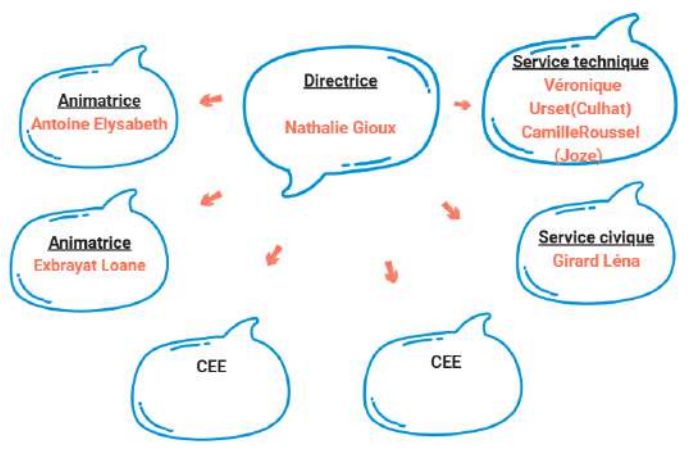 Directrice
Nathalie Gioux
Animatrice
Antoine Elysabeth
Service technique
Véronique
Urset(Culhat)
CamilleRoussel
(Joze)
Animatrice
Exbrayat Loane
Service civique
Girard Léna
CEE
CEE